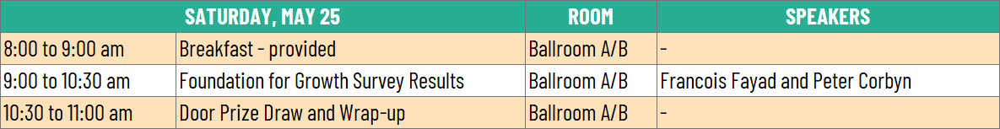 SATURDAY, MAY 25 ROOM SPEAKERS
8:00 to 9:00 am Breakfast - provided Ballroom A/B -
9:00 to 10:30 am Foundation for Growth Survey Results Ballroom A/B Francois Fayad and Peter Corbyn
10:30 to 11:00 am Door Prize Draw and Wrap-up Ballroom A/B -